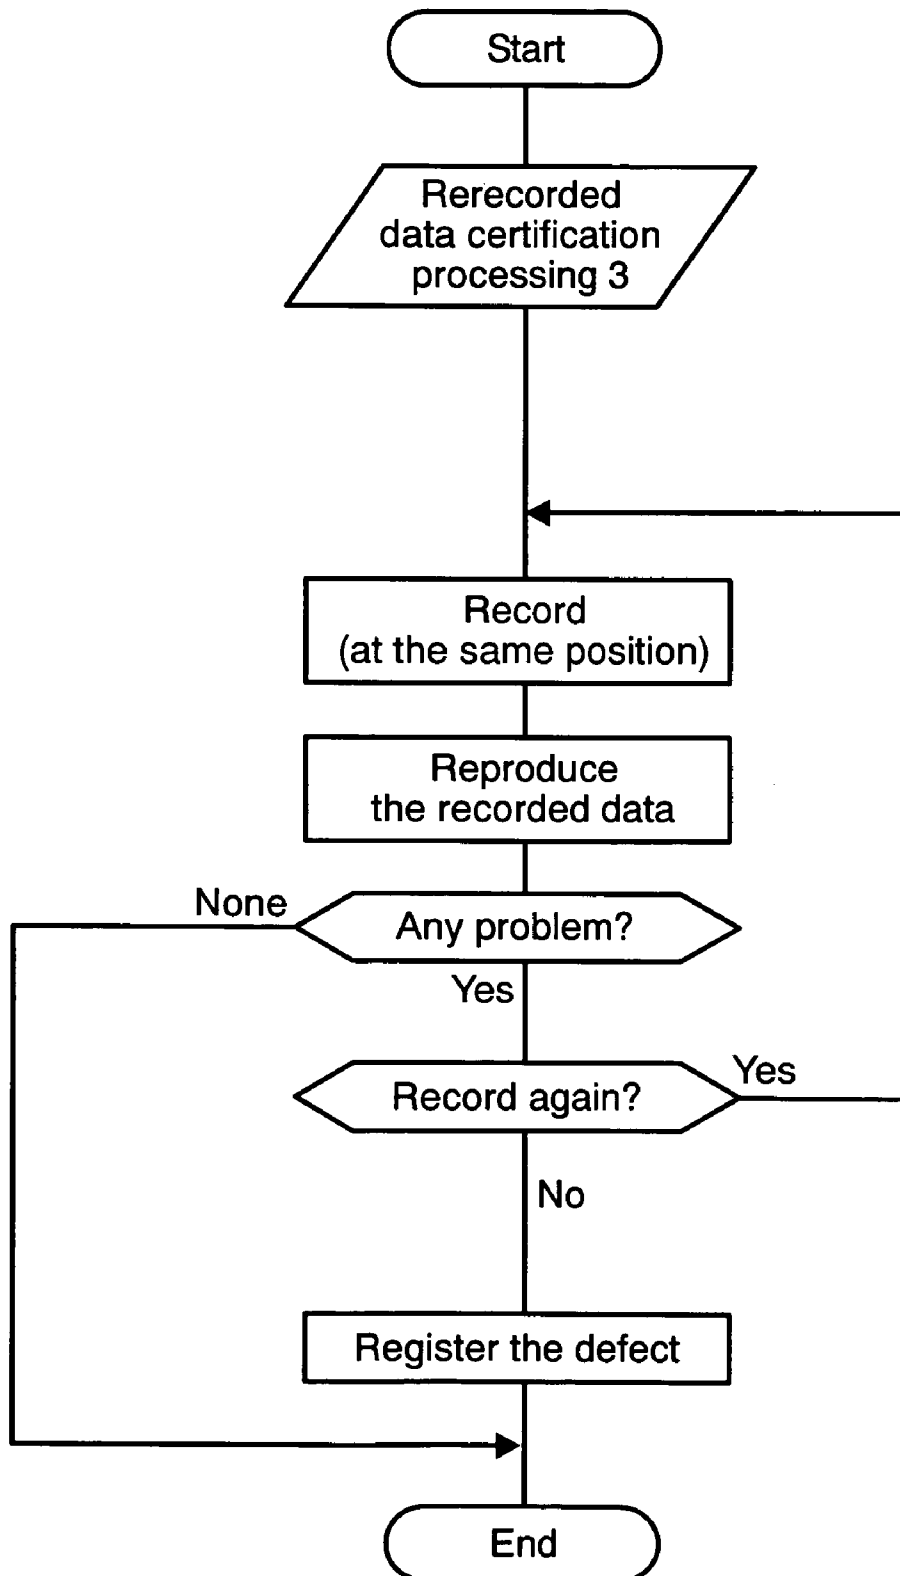 Start
Rerecorded
data certification
processing 3
Record
(at the same position)
Reproduce
the recorded data
None
Any problem?
Yes
Yes
Record again?
No
Register the defect
End